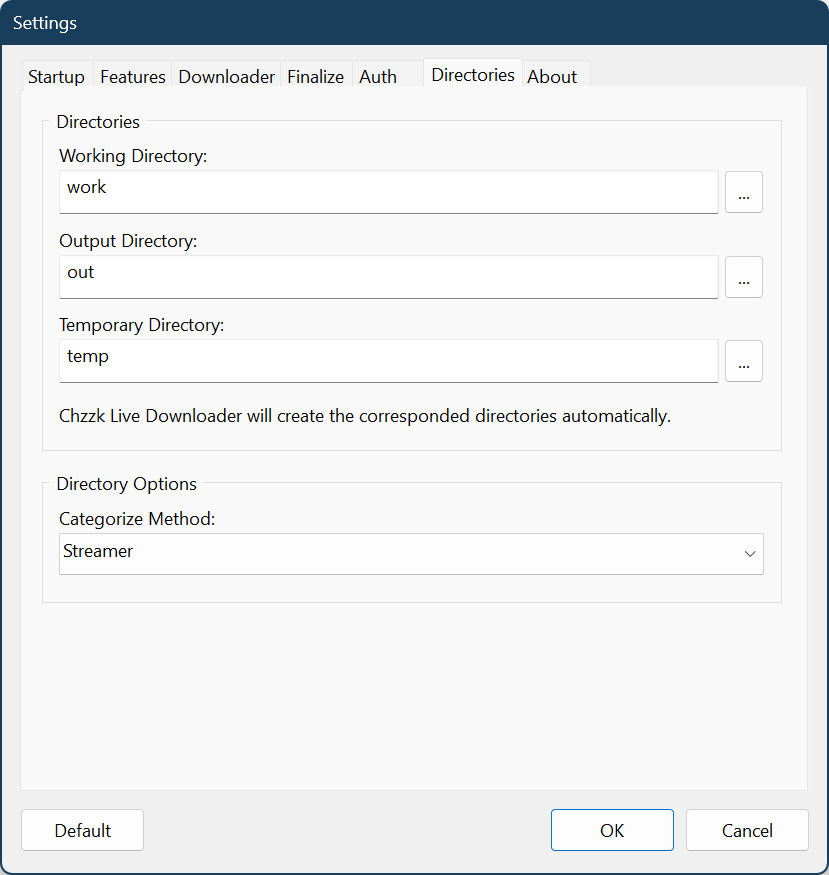 Settings
Startup Features Downloader Finalize Auth Directories About
Directories
Working Directory:
work
...
Output Directory:
out
...
Temporary Directory:
temp
...
Chzzk Live Downloader will create the corresponded directories automatically.
Directory Options
Categorize Method:
Streamer
Default OK Cancel